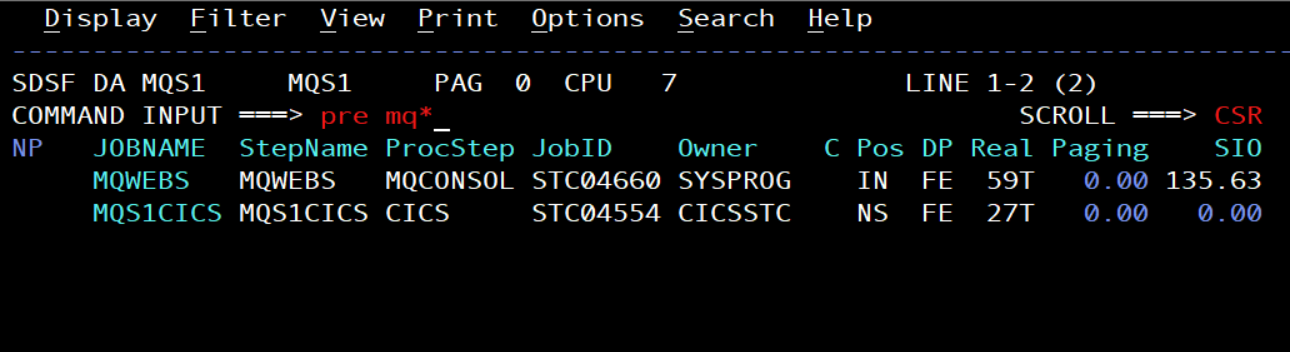 Display Filter View Print Options Search Help
-------------------------------------------------------------------------------
SDSF DA MQS1 MQS1 PAG 0 CPU 7 LINE 1-2 (2)
COMMAND INPUT ===> pre mq*_ SCROLL ===> CSR
NP JOBNAME StepName ProcStep JobID Owner C Pos DP Real Paging SIO
MQWEBS MQWEBS MQCONSOL STC04660 SYSPROG IN FE 59T 0.00 135.63
MQS1CICS MQS1CICS CICS STC04554 CICSSTC NS FE 27T 0.00 0.00